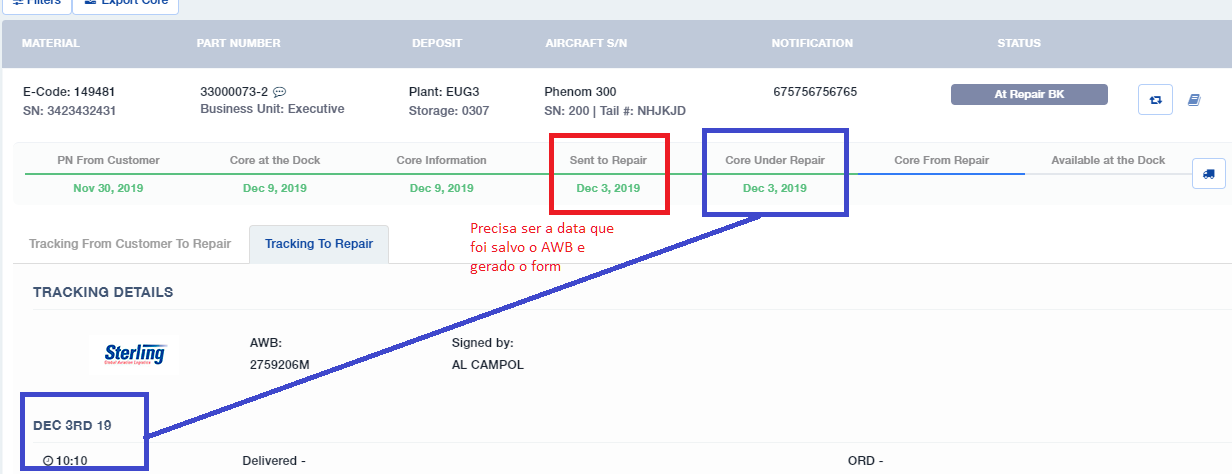 Filters Export Core
MATERIAL PART NUMBER DEPOSIT AIRCRAFT S/N NOTIFICATION STATUS
E-Code: 149481 33000073-2 Plant: EUG3 Phenom 300 675756756765 At Repair BK
SN: 3423432431 Business Unit: Executive Storage: 0307 SN: 200 | Tail #: NHJKJD
PN From Customer Core at the Dock Core Information Sent to Repair Core Under Repair Core From Repair Available at the Dock
Nov 30, 2019 Dec 9, 2019 Dec 9, 2019 Dec 3, 2019 Dec 3, 2019
Precisa ser a data que
foi salvo o AWB e
gerado o form
Tracking From Customer To Repair Tracking To Repair
TRACKING DETAILS
Sterling AWB: Signed by:
2759206M AL CAMPOL
DEC 3RD 19
10:10 Delivered - ORD -